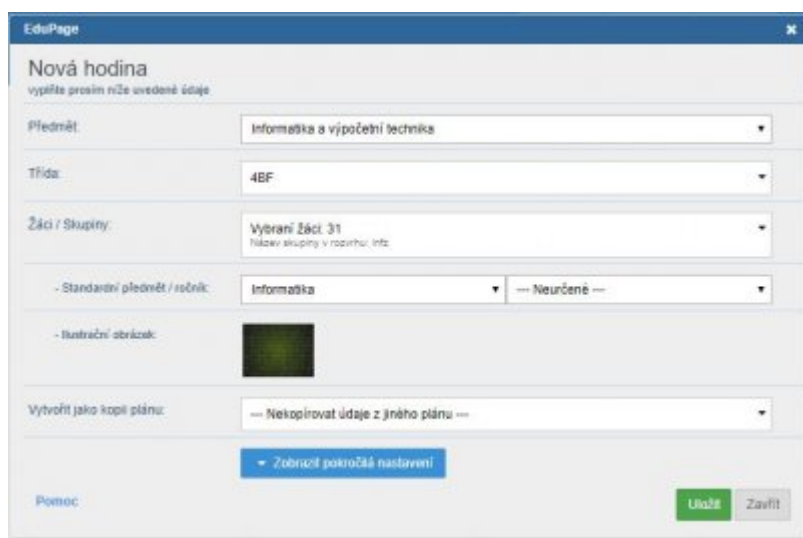 EduPage
Nová hodina
vyplňte prosím níže uvedené údaje
Předmět:
Informatika a výpočetní technika
Třída:
4BF
Žáci / Skupiny:
Vybraní žáci: 31
Název skupiny v rozvrhu: Infz
- Standardní předmět / ročník:
Informatika
--- Neurčené ---
- Ilustrační obrázek:
Vytvořit jako kopii plánu:
--- Nekopírovat údaje z jiného plánu ---
Zobrazit pokročilá nastavení
Pomoc
Uložit
Zavřít